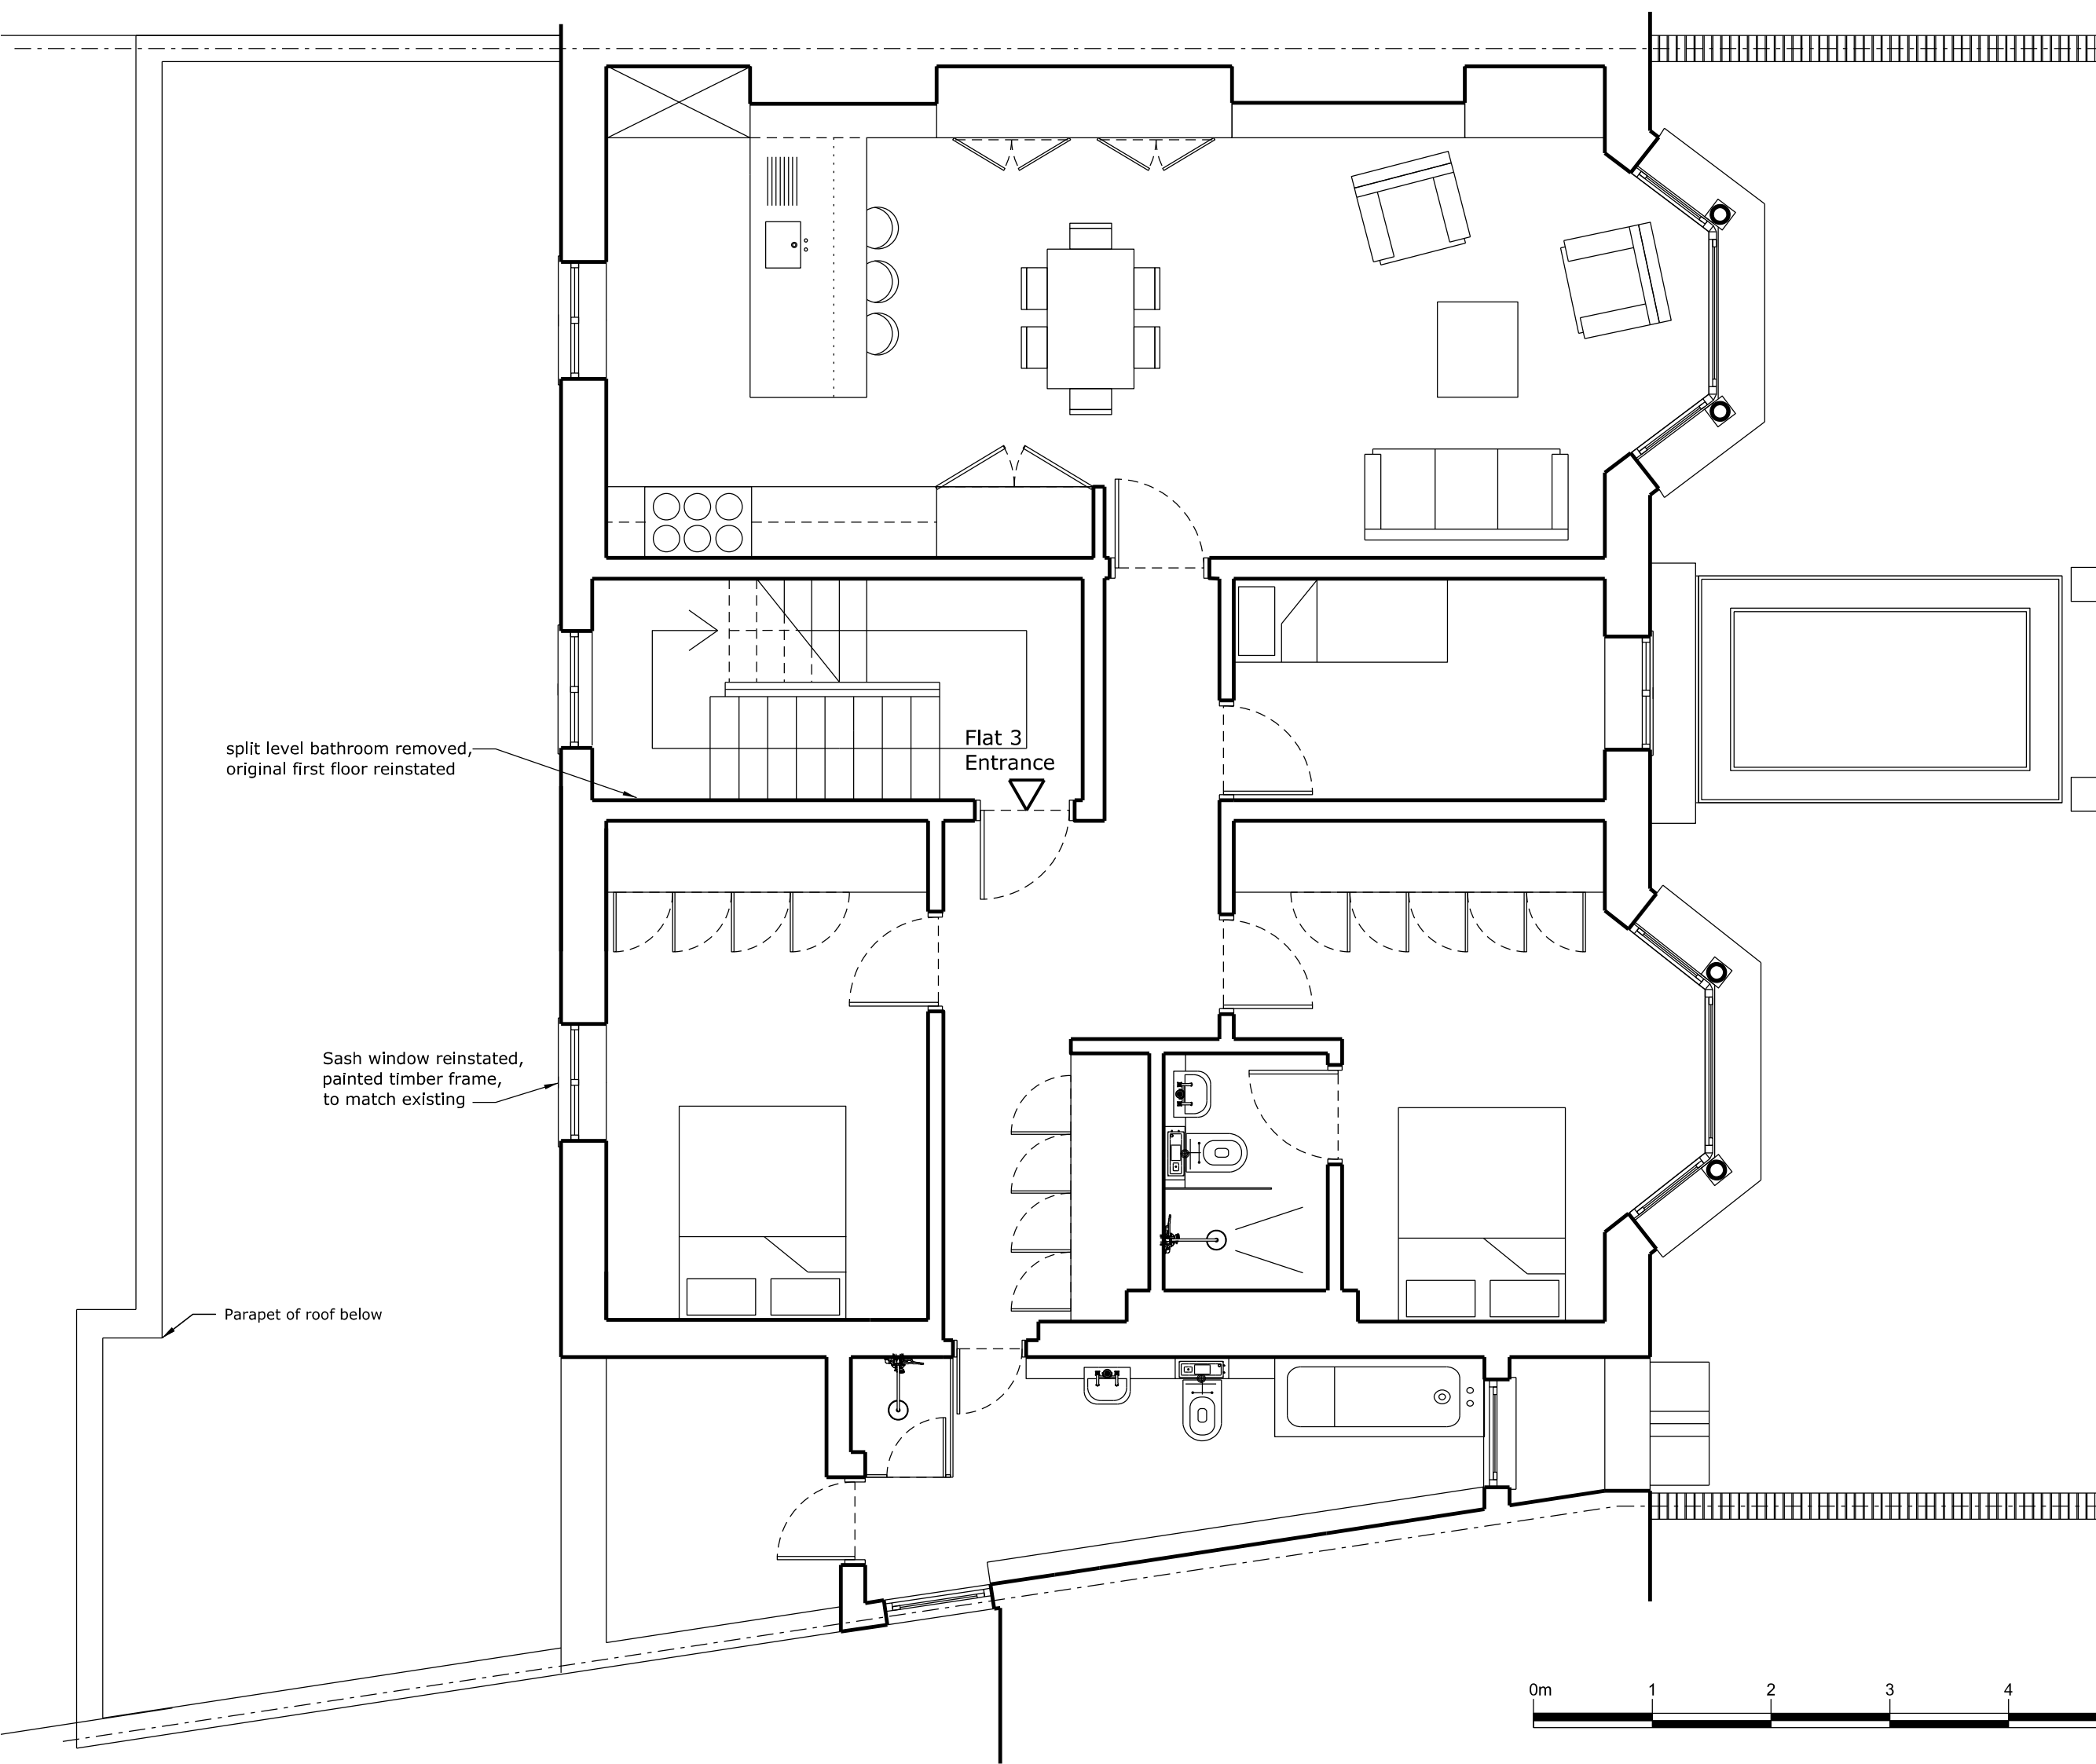 Flat 3
Entrance
split level bathroom removed,
original first floor reinstated
Sash window reinstated,
painted timber frame,
to match existing
Parapet of roof below
0m 1 2 3 4